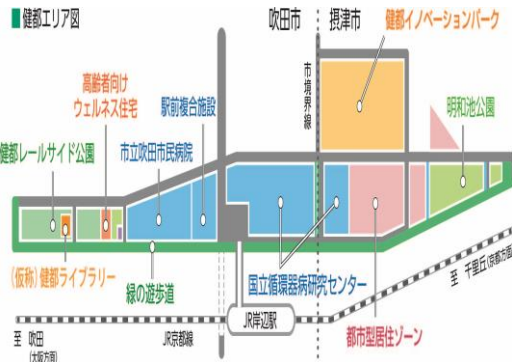 ■健都エリア図
吹田市
摂津市
健都イノベーションパーク
高齢者向け
ウェルネス住宅
駅前複合施設
市境界線
明和池公園
健都レールサイド公園
市立吹田市民病院
(仮称)健都ライブラリー
緑の遊歩道
国立循環器病研究センター
至 千里丘(京都方面)
都市型居住ゾーン
JR岸辺駅
至 吹田
(大阪方面)
JR京都線